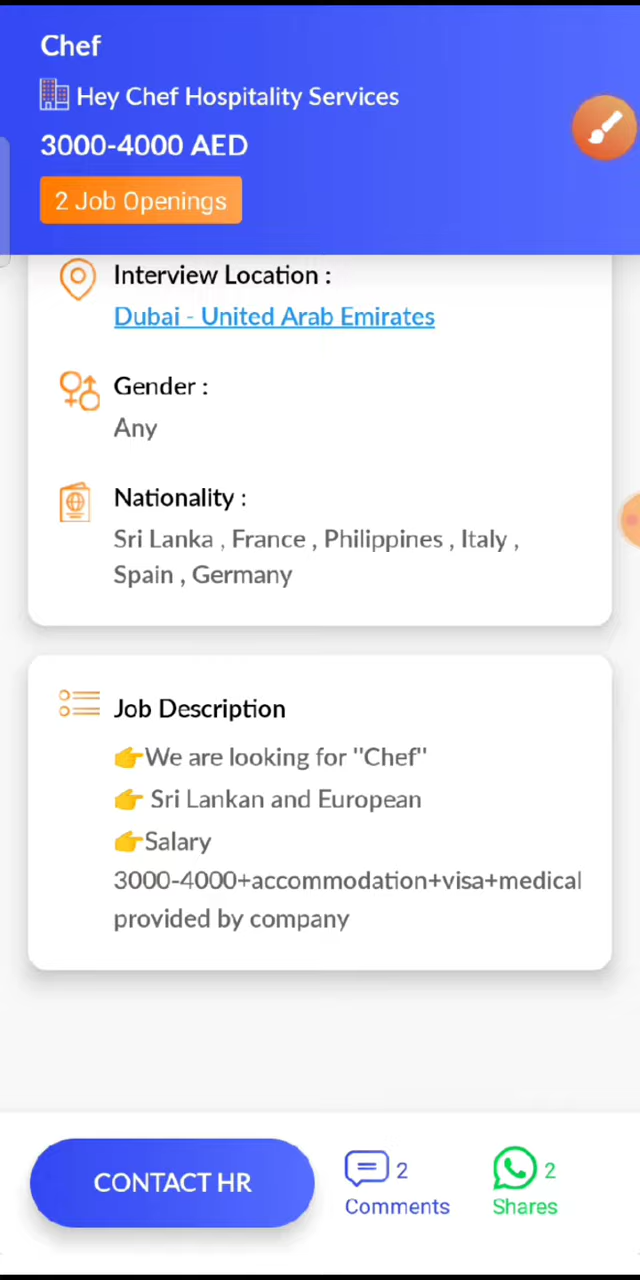 Chef
Hey Chef Hospitality Services
3000-4000 AED
2 Job Openings
Interview Location :
Dubai - United Arab Emirates
Gender :
Any
Nationality :
Sri Lanka , France , Philippines , Italy ,
Spain , Germany
Job Description
👉We are looking for "Chef"
👉 Sri Lankan and European
👉Salary
3000-4000+accommodation+visa+medical
provided by company
CONTACT HR
2
Comments
2
Shares